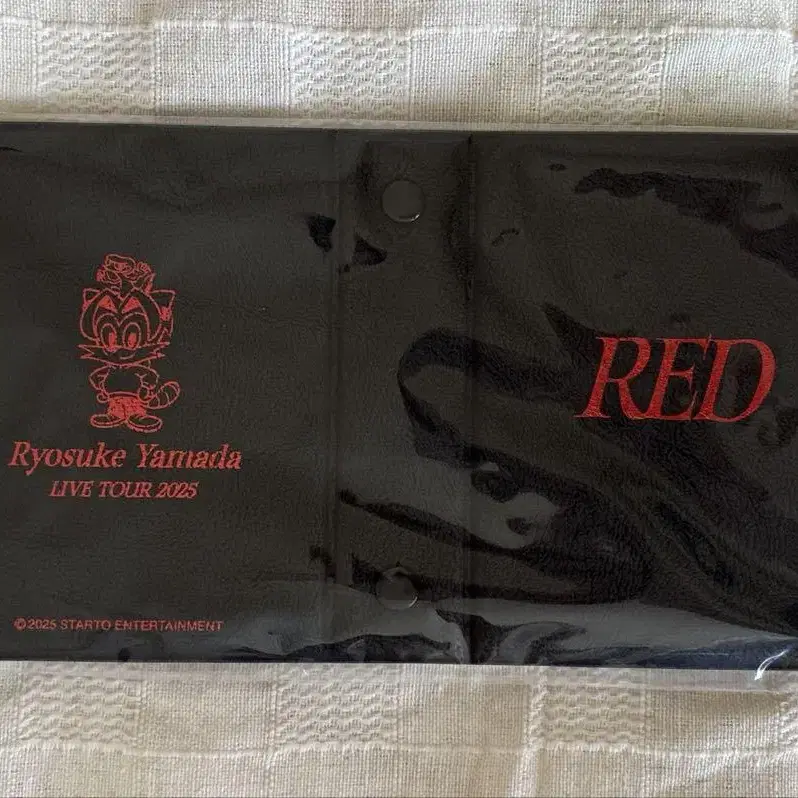 Ryosuke Yamada
LIVE TOUR 2025
©2025 STARTO ENTERTAINMENT
RED